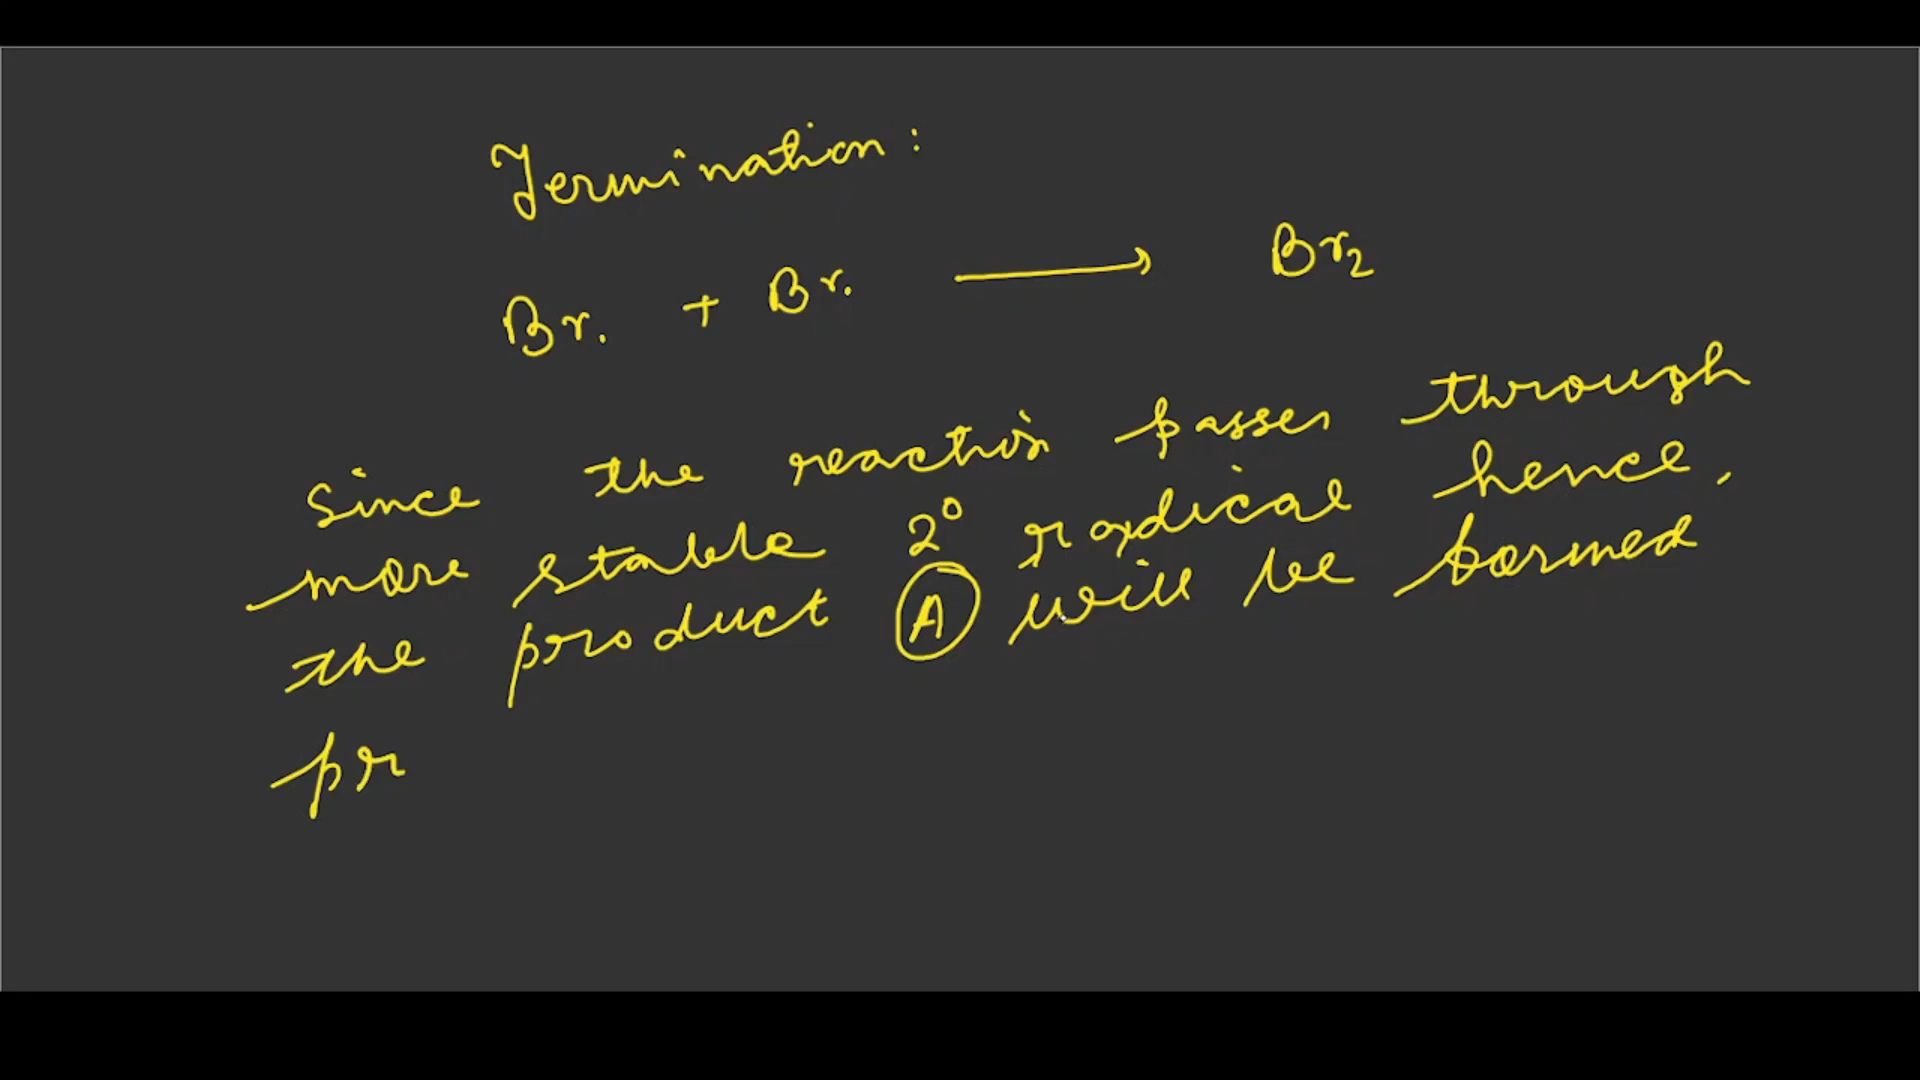 Termination:
Br. + Br. ⟶ Br2
Since the reaction passes through
more stable 2° radical hence,
the product A will be formed
pr